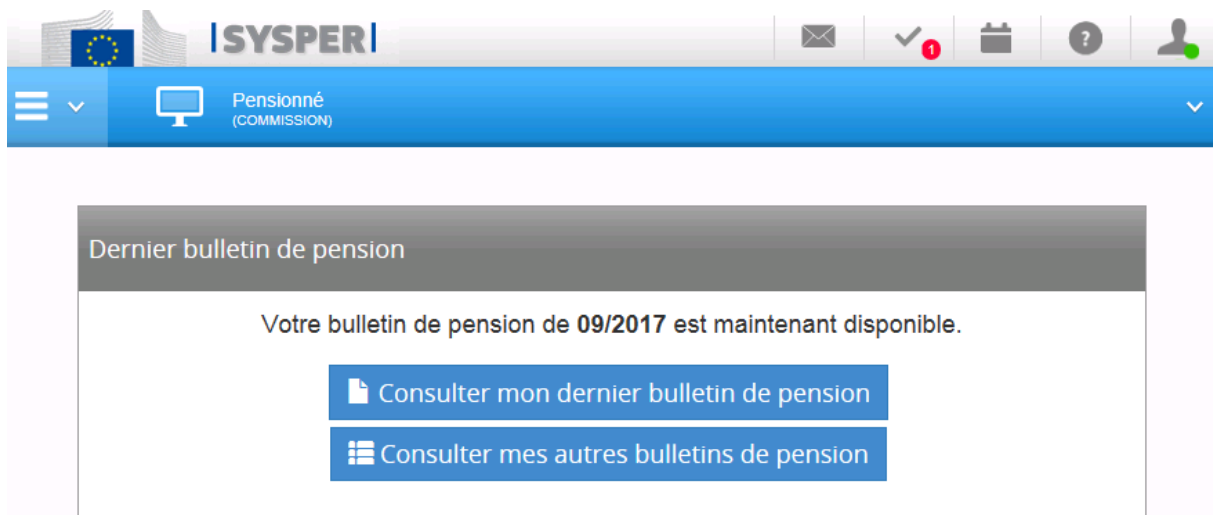 SYSPER
1
?
Pensionné
(COMMISSION)
Dernier bulletin de pension
Votre bulletin de pension de 09/2017 est maintenant disponible.
Consulter mon dernier bulletin de pension
Consulter mes autres bulletins de pension